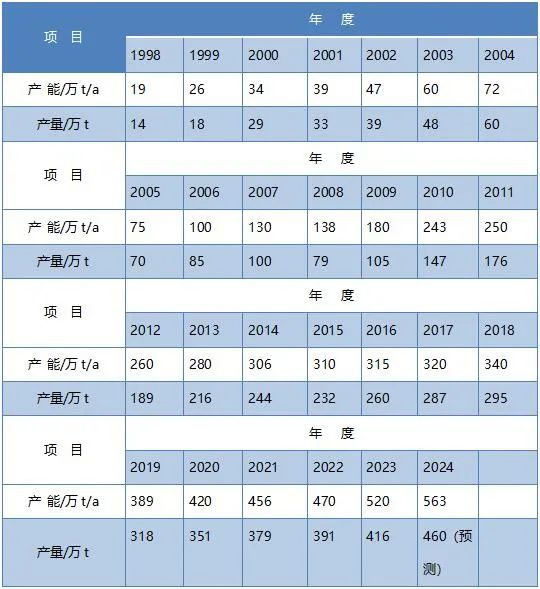 项 目 年 度
1998 1999 2000 2001 2002 2003 2004
产 能/万 t/a 19 26 34 39 47 60 72
产量/万 t 14 18 29 33 39 48 60
项 目 年 度
2005 2006 2007 2008 2009 2010 2011
产 能/万 t/a 75 100 130 138 180 243 250
产量/万 t 70 85 100 79 105 147 176
项 目 年 度
2012 2013 2014 2015 2016 2017 2018
产 能/万 t/a 260 280 306 310 315 320 340
产量/万 t 189 216 244 232 260 287 295
项 目 年 度
2019 2020 2021 2022 2023 2024
产 能/万 t/a 389 420 456 470 520 563
产量/万 t 318 351 379 391 416 460 (预
测)